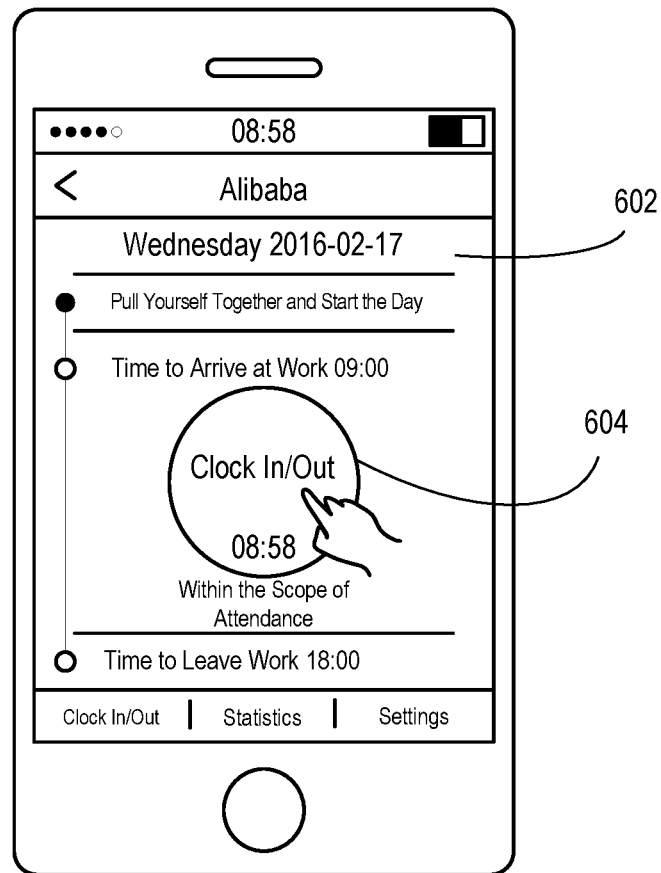 08:58
Alibaba
602
Wednesday 2016-02-17
Pull Yourself Together and Start the Day
Time to Arrive at Work 09:00
604
Clock In/Out
08:58
Within the Scope of
Attendance
Time to Leave Work 18:00
Clock In/Out Statistics Settings